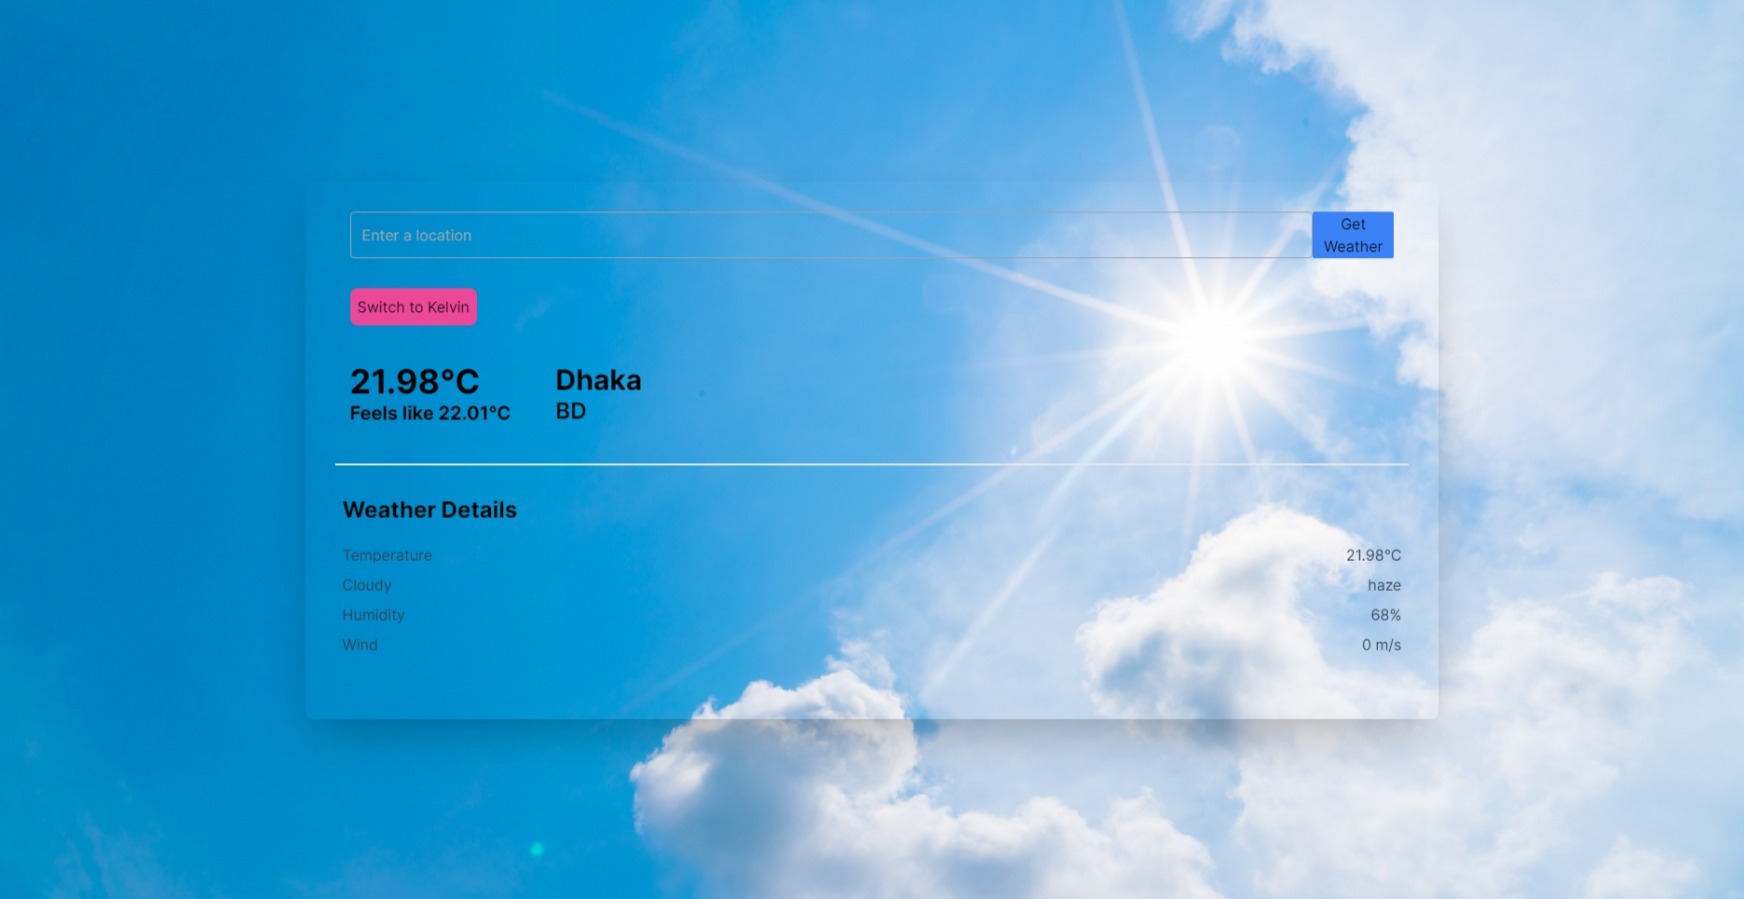 Enter a location
Get
Weather
Switch to Kelvin
21.98°C
Feels like 22.01°C
Dhaka
BD
Weather Details
Temperature 21.98°C
Cloudy haze
Humidity 68%
Wind 0 m/s